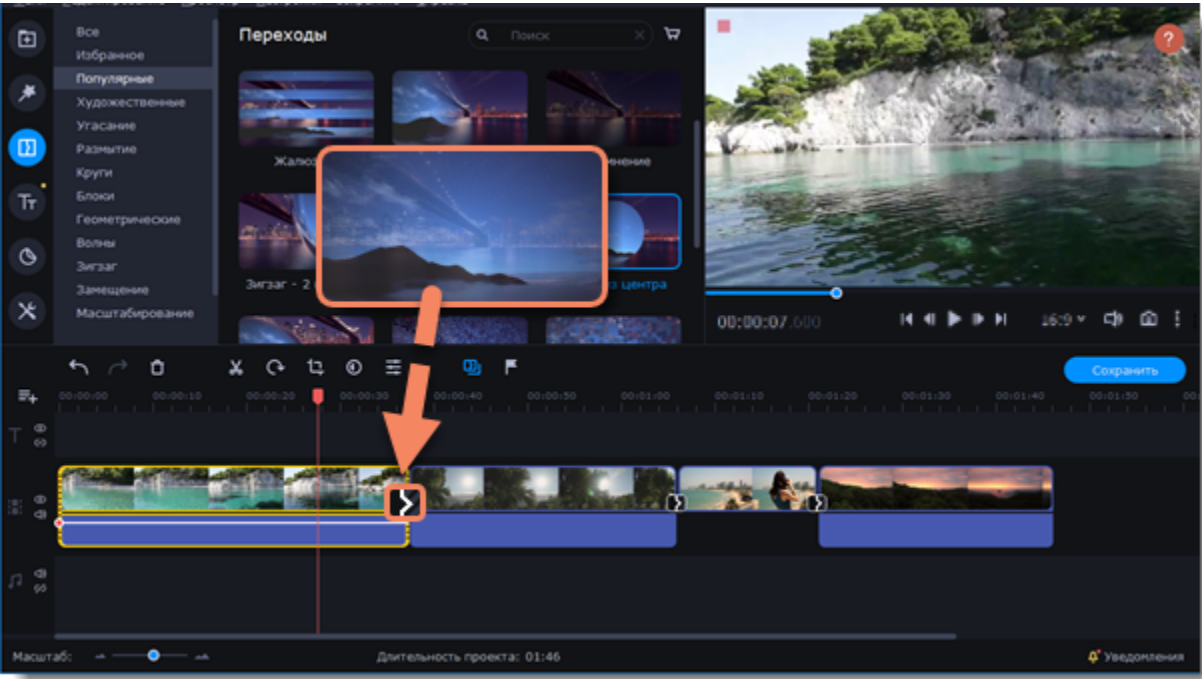 Все
Избранное
Популярные
Художественные
Угасание
Размытие
Круги
Блоки
Геометрические
Волны
Зигзаг
Замещение
Масштабирование
Переходы
Поиск
Жалюз
нение
Зигзаг - 2
из центра
?
00:00:07.600
16:9
Сохранить
00:00:00 00:00:10 00:00:20 00:00:30 00:00:40 00:00:50 00:01:00 00:01:10 00:01:20 00:01:30 00:01:40 00:01:50
Масштаб:
Длительность проекта: 01:46
Уведомления